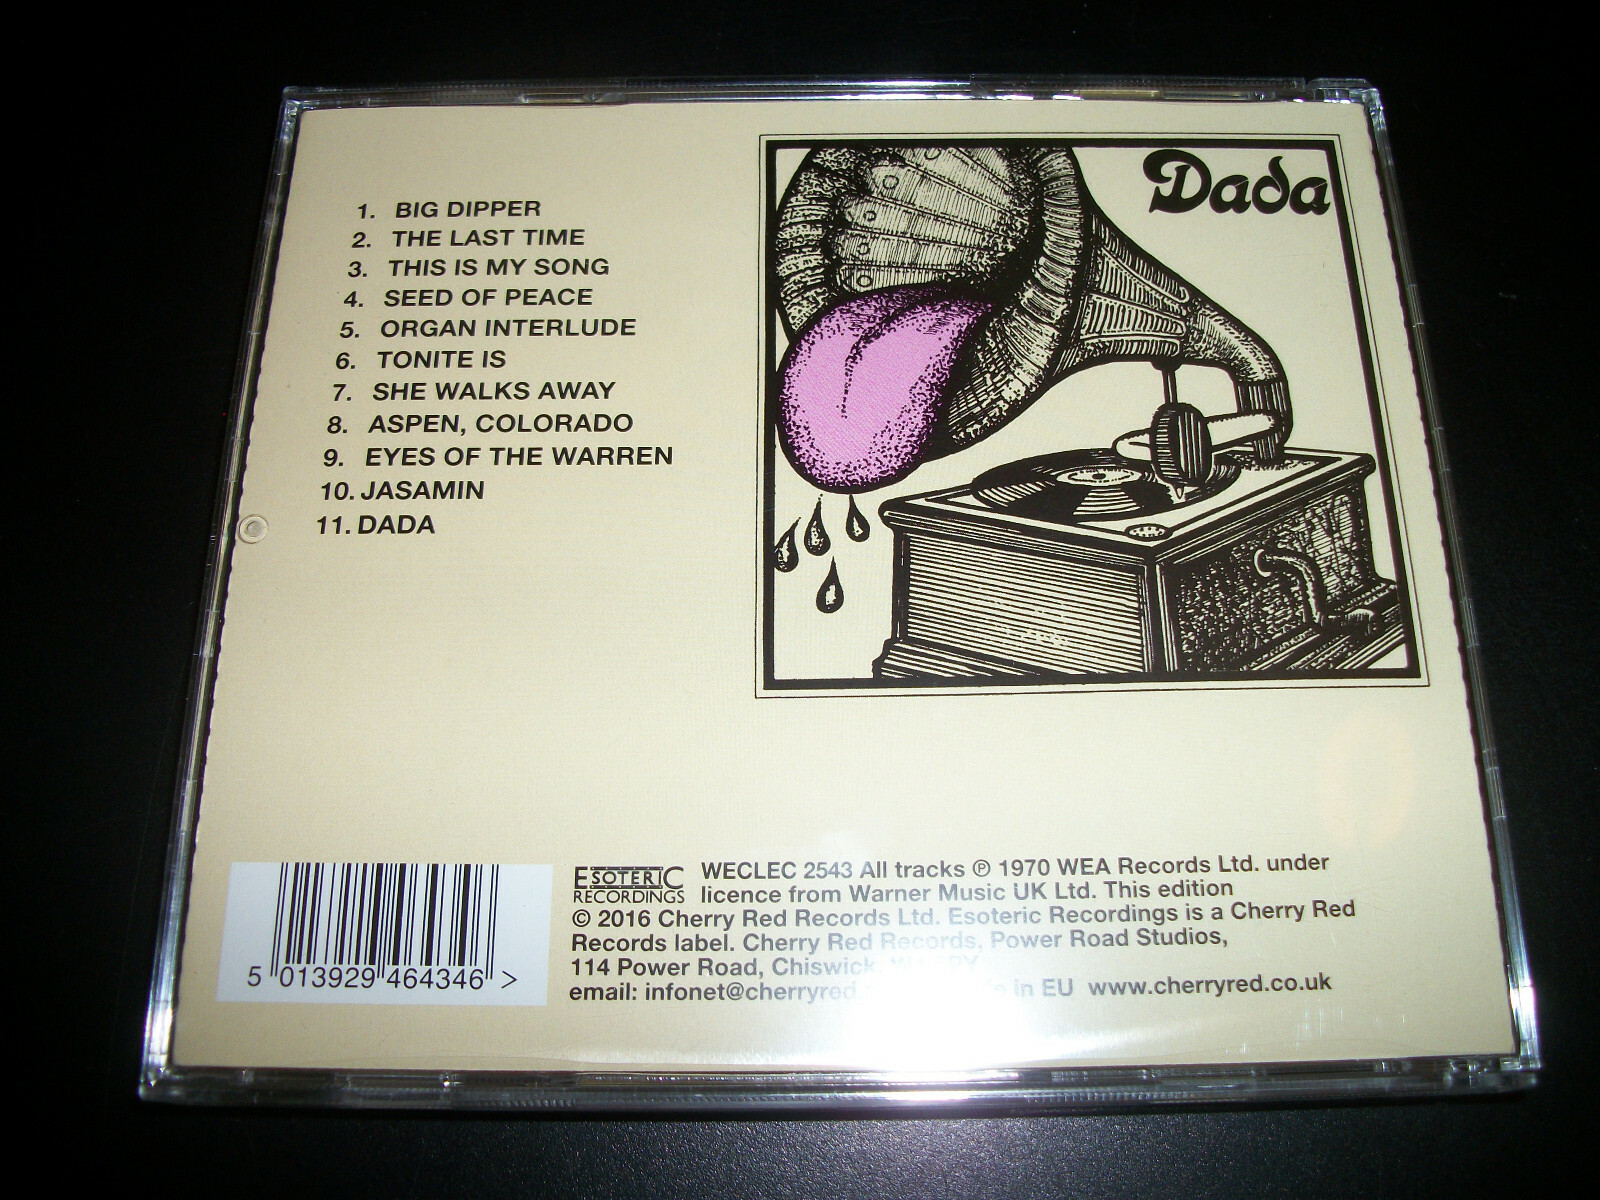 Dada
1. BIG DIPPER
2. THE LAST TIME
3. THIS IS MY SONG
4. SEED OF PEACE
5. ORGAN INTERLUDE
6. TONITE IS
7. SHE WALKS AWAY
8. ASPEN, COLORADO
9. EYES OF THE WARREN
10. JASAMIN
11. DADA
5 013929 464346 >
ESOTERIC
RECORDINGS
WECLEC 2543 All tracks ℗ 1970 WEA Records Ltd. under
licence from Warner Music UK Ltd. This edition
© 2016 Cherry Red Records Ltd. Esoteric Recordings is a Cherry Red
Records label. Cherry Red Records, Power Road Studios,
114 Power Road, Chiswick,
email: infonet@cherryred in EU www.cherryred.co.uk